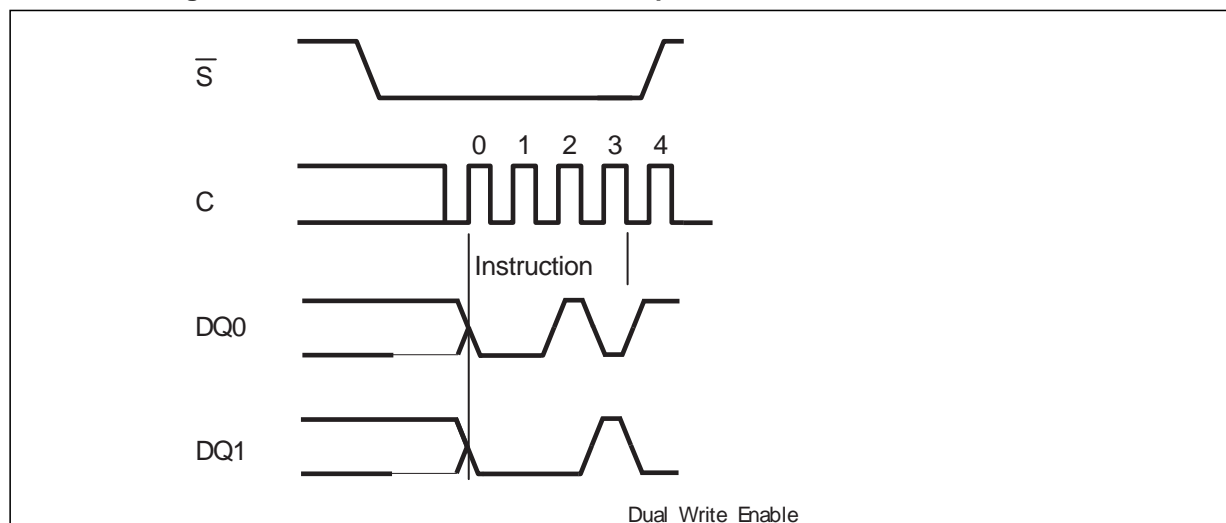 S̅
0 1 2 3 4
C
Instruction
DQ0
DQ1
Dual Write Enable